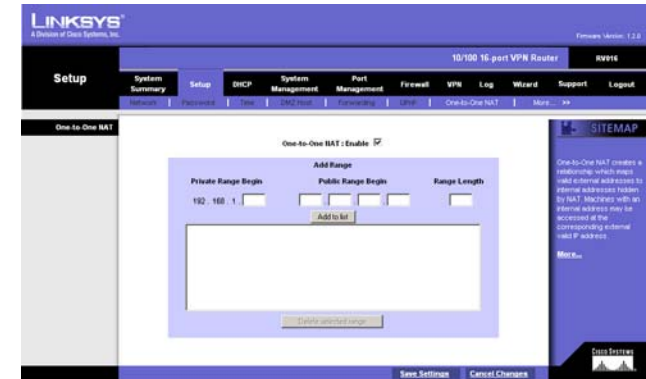 LINKSYS®
A Division of Cisco Systems, Inc.
Firmware Version: 1.2.0
10/100 16-port VPN Router RV016
Setup
System Summary Setup DHCP System Management Port Management Firewall VPN Log Wizard Support Logout
Network | Password | Time | DMZ Host | Forwarding | UPnP | One-to-One NAT | More... >>
One-to-One NAT
One-to-One NAT : Enable
Add Range
Private Range Begin Public Range Begin Range Length
192 . 168 . 1 . . . .
Add to list
Delete selected range
SITEMAP
One-to-One NAT creates a
relationship which maps
valid external addresses to
internal addresses hidden
by NAT. Machines with an
internal address may be
accessed at the
corresponding external
valid IP address.
More...
Save Settings Cancel Changes
CISCO SYSTEMS